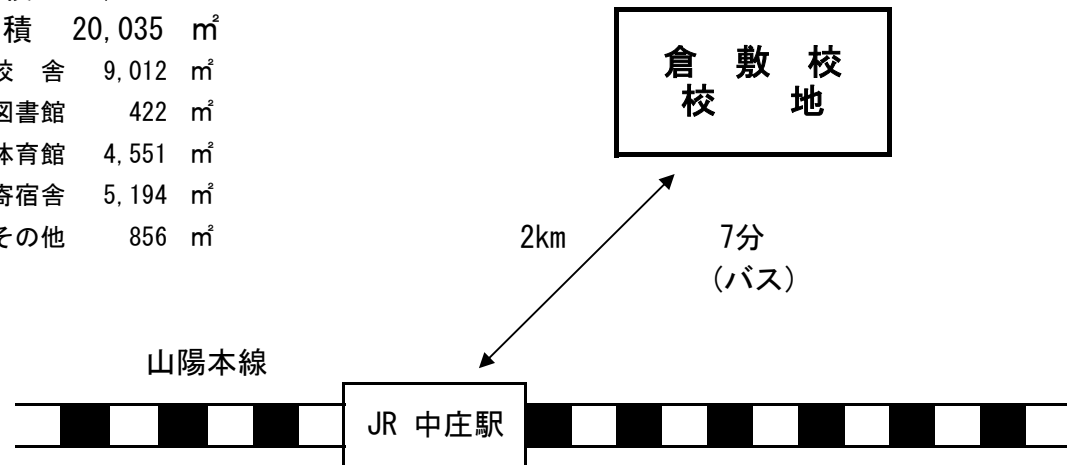 積 20,035 ㎡
校 舎 9,012 ㎡
図書館 422 ㎡
体育館 4,551 ㎡
寄宿舎 5,194 ㎡
その他 856 ㎡
倉 敷 校
校 地
2km 7分
(バス)
山陽本線
JR 中庄駅